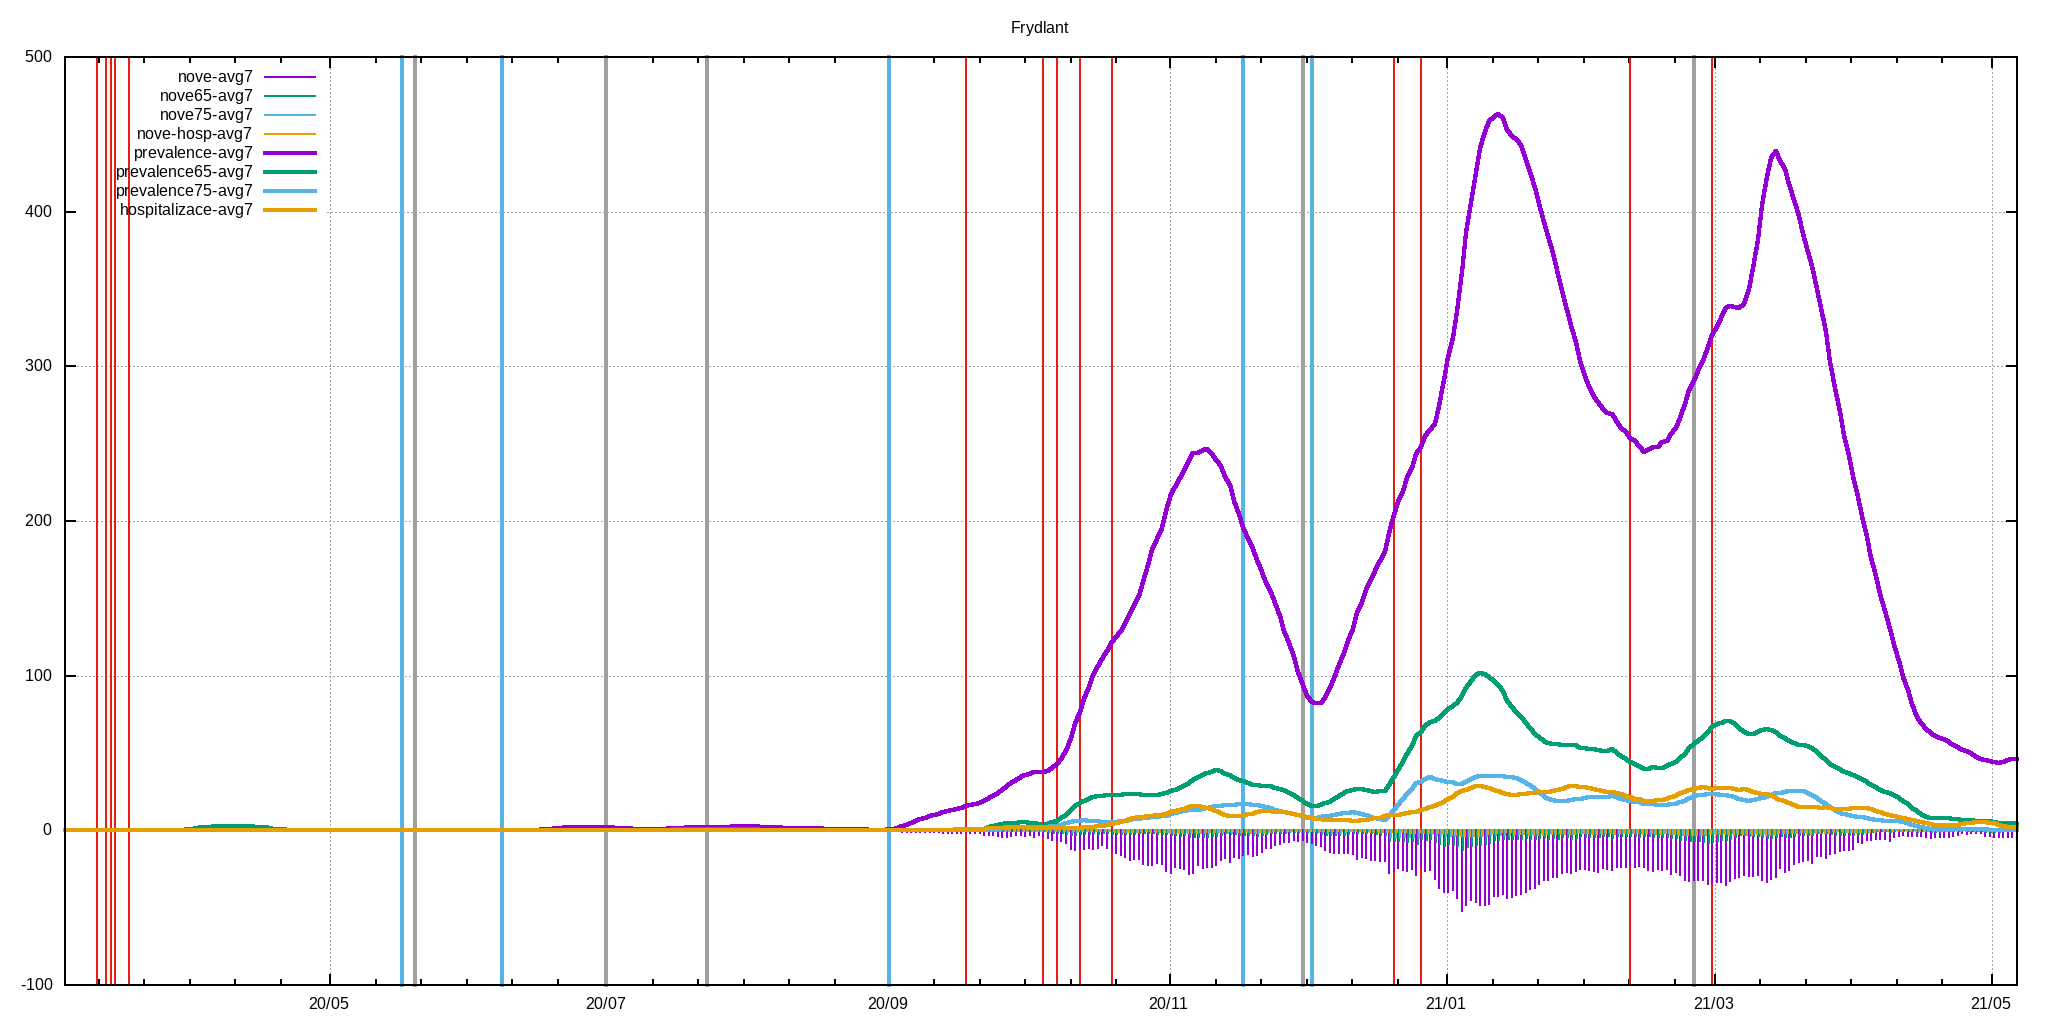 Frydlant
500
400
300
200
100
0
-100
nove-avg7
nove65-avg7
nove75-avg7
nove-hosp-avg7
prevalence-avg7
prevalence65-avg7
prevalence75-avg7
hospitalizace-avg7
20/05
20/07
20/09
20/11
21/01
21/03
21/05